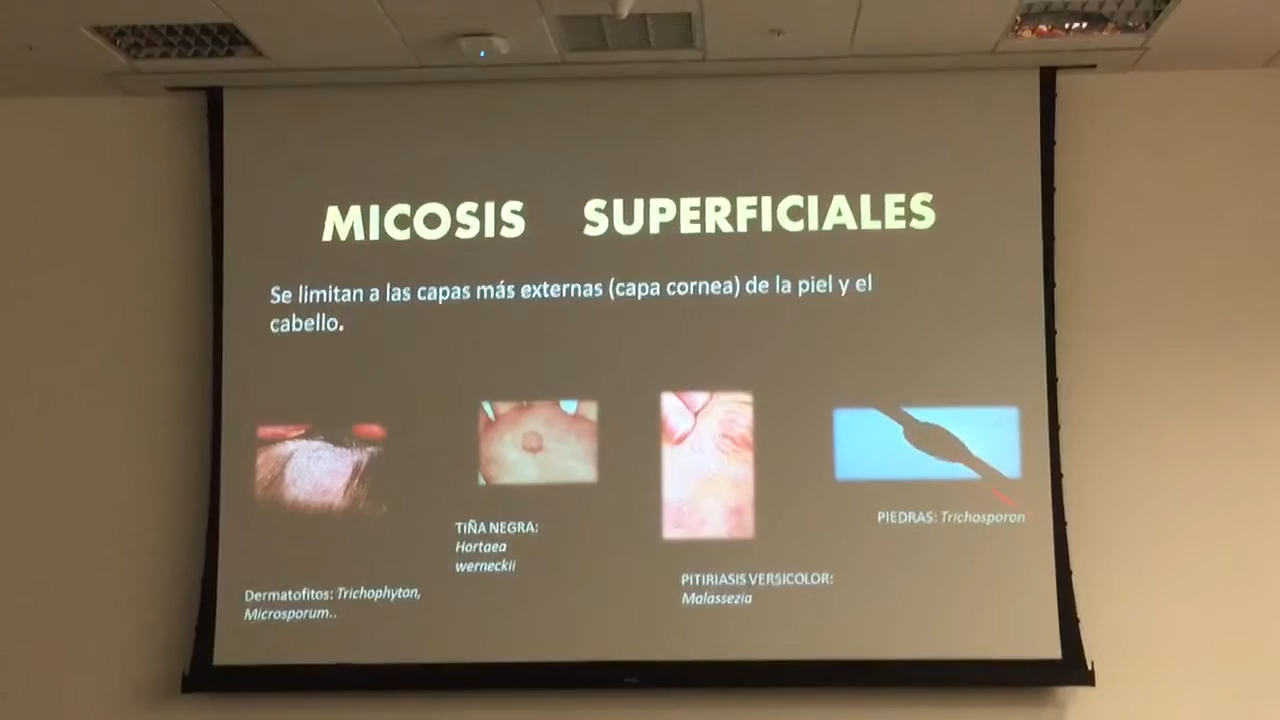 MICOSIS SUPERFICIALES
Se limitan a las capas más externas (capa cornea) de la piel y el
cabello.
Dermatofitos: Trichophyton,
Microsporum..
TIÑA NEGRA:
Hortaea
werneckii
PITIRIASIS VERSICOLOR:
Malassezia
PIEDRAS: Trichosporon